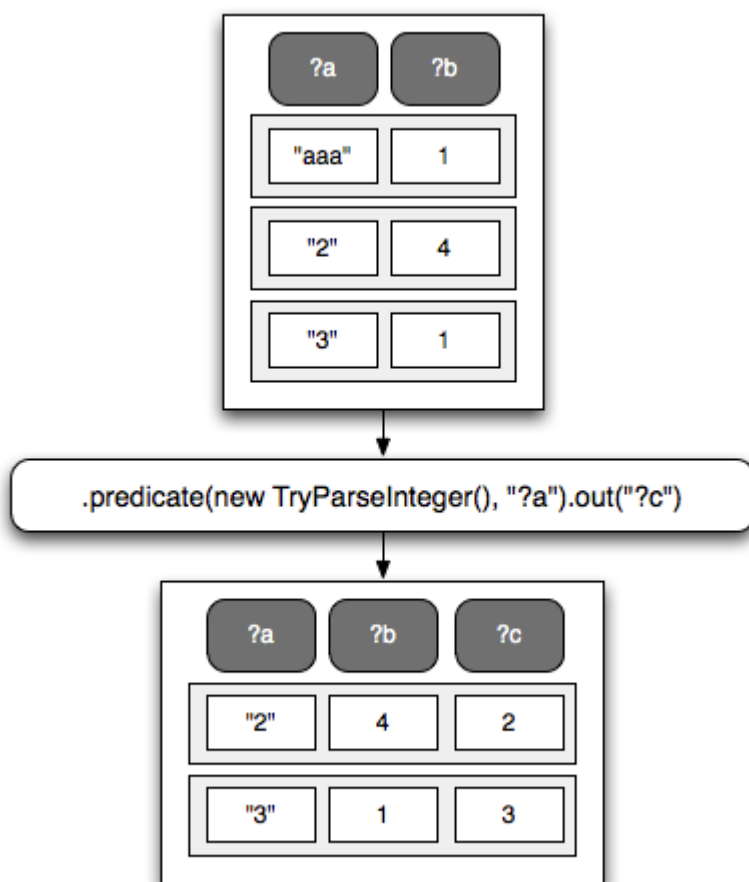 ?a ?b
"aaa" 1
"2" 4
"3" 1
.predicate(new TryParseInteger(), "?a").out("?c")
?a ?b ?c
"2" 4 2
"3" 1 3